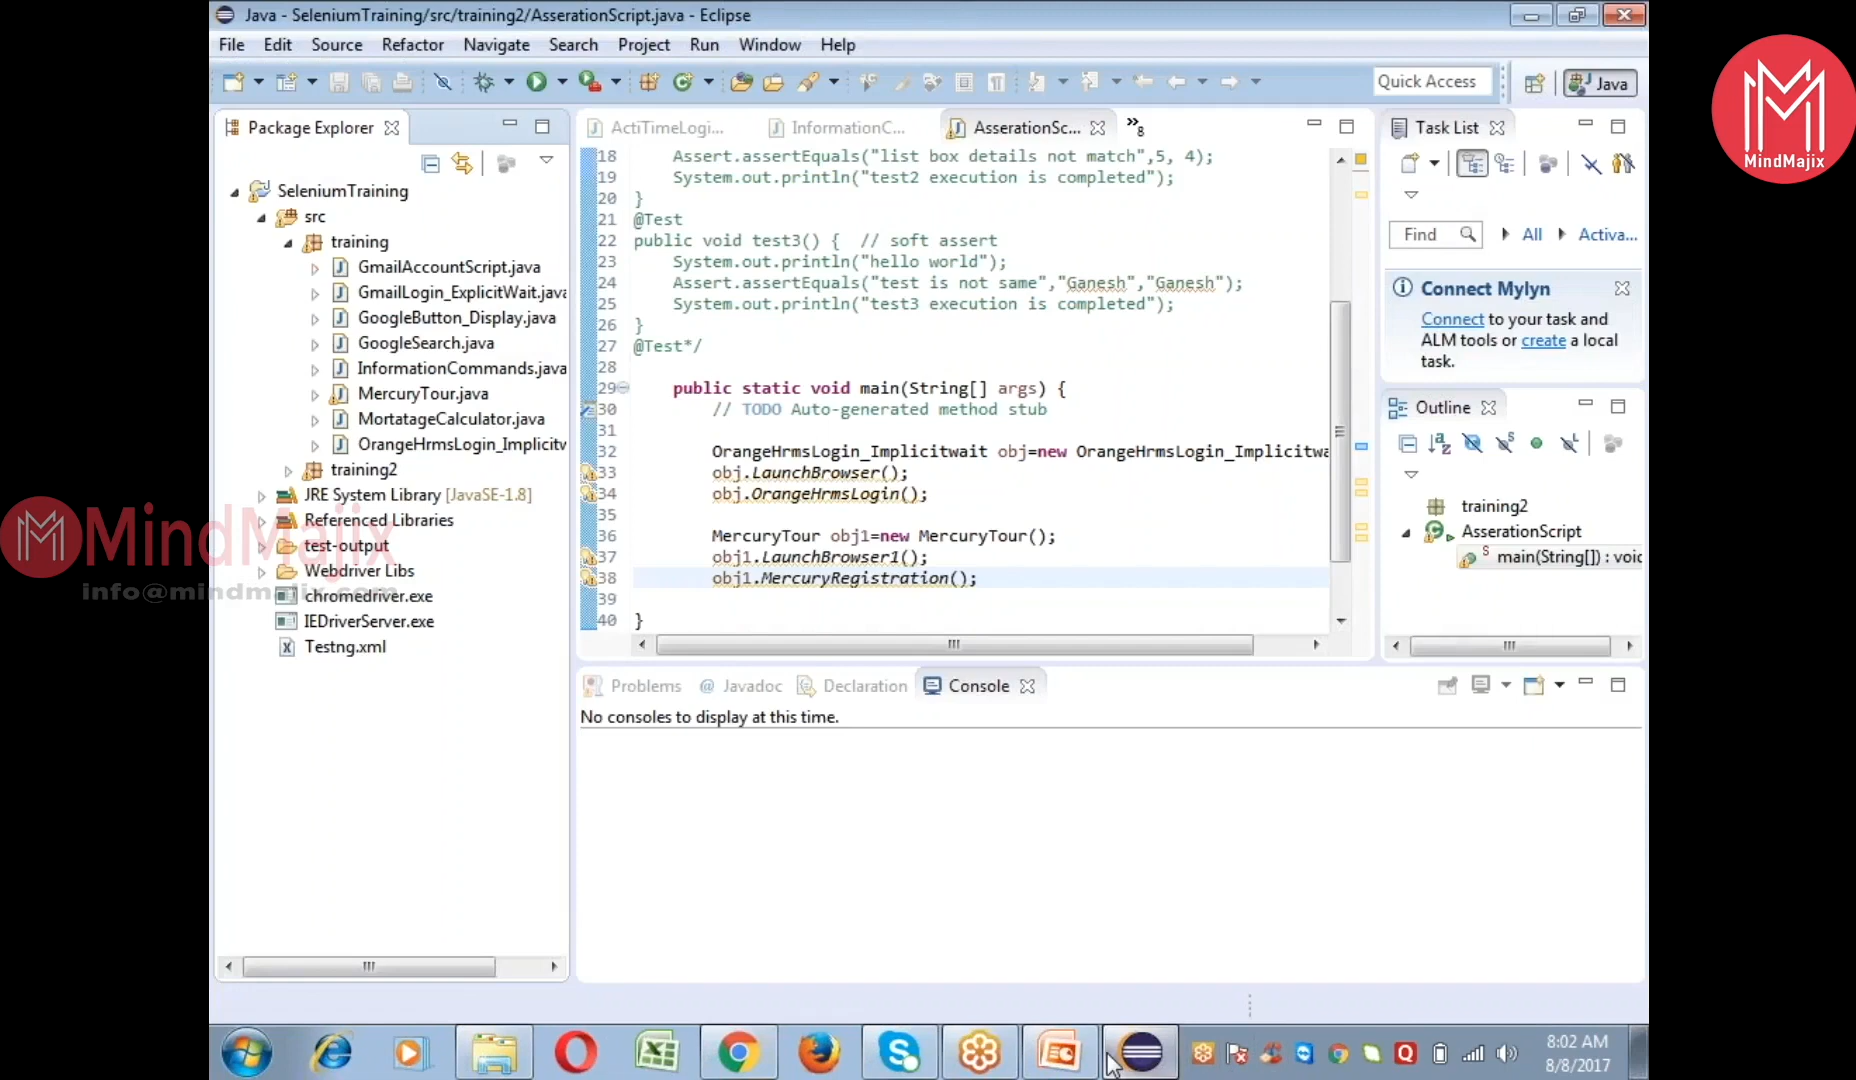 Java - SeleniumTraining/src/training2/AsserationScript.java - Eclipse
File Edit Source Refactor Navigate Search Project Run Window Help
Quick Access
Java
MindMajix
Package Explorer
SeleniumTraining
src
training
GmailAccountScript.java
GmailLogin_ExplicitWait.java
GoogleButton_Display.java
GoogleSearch.java
InformationCommands.java
MercuryTour.java
MortatageCalculator.java
OrangeHrmsLogin_Implicitw
training2
JRE System Library [JavaSE-1.8]
Referenced Libraries
test-output
Webdriver Libs
chromedriver.exe
IEDriverServer.exe
Testng.xml
MindMajix
info@mindmajix.com
ActiTimeLogi... InformationC... AsserationSc... »8
18 Assert.assertEquals("list box details not match",5, 4);
19 System.out.println("test2 execution is completed");
20 }
21 @Test
22 public void test3() { // soft assert
23 System.out.println("hello world");
24 Assert.assertEquals("test is not same","Ganesh","Ganesh");
25 System.out.println("test3 execution is completed");
26 }
27 @Test*/
28
29 public static void main(String[] args) {
30 // TODO Auto-generated method stub
31
32 OrangeHrmsLogin_Implicitwait obj=new OrangeHrmsLogin_Implicitwa
33 obj.LaunchBrowser();
34 obj.OrangeHrmsLogin();
35
36 MercuryTour obj1=new MercuryTour();
37 obj1.LaunchBrowser1();
38 obj1.MercuryRegistration();
39
40 }
Task List
Find All Activa...
Connect Mylyn
Connect to your task and
ALM tools or create a local
task.
Outline
training2
AsserationScript
main(String[]) : void
Problems @ Javadoc Declaration Console
No consoles to display at this time.
8:02 AM
8/8/2017